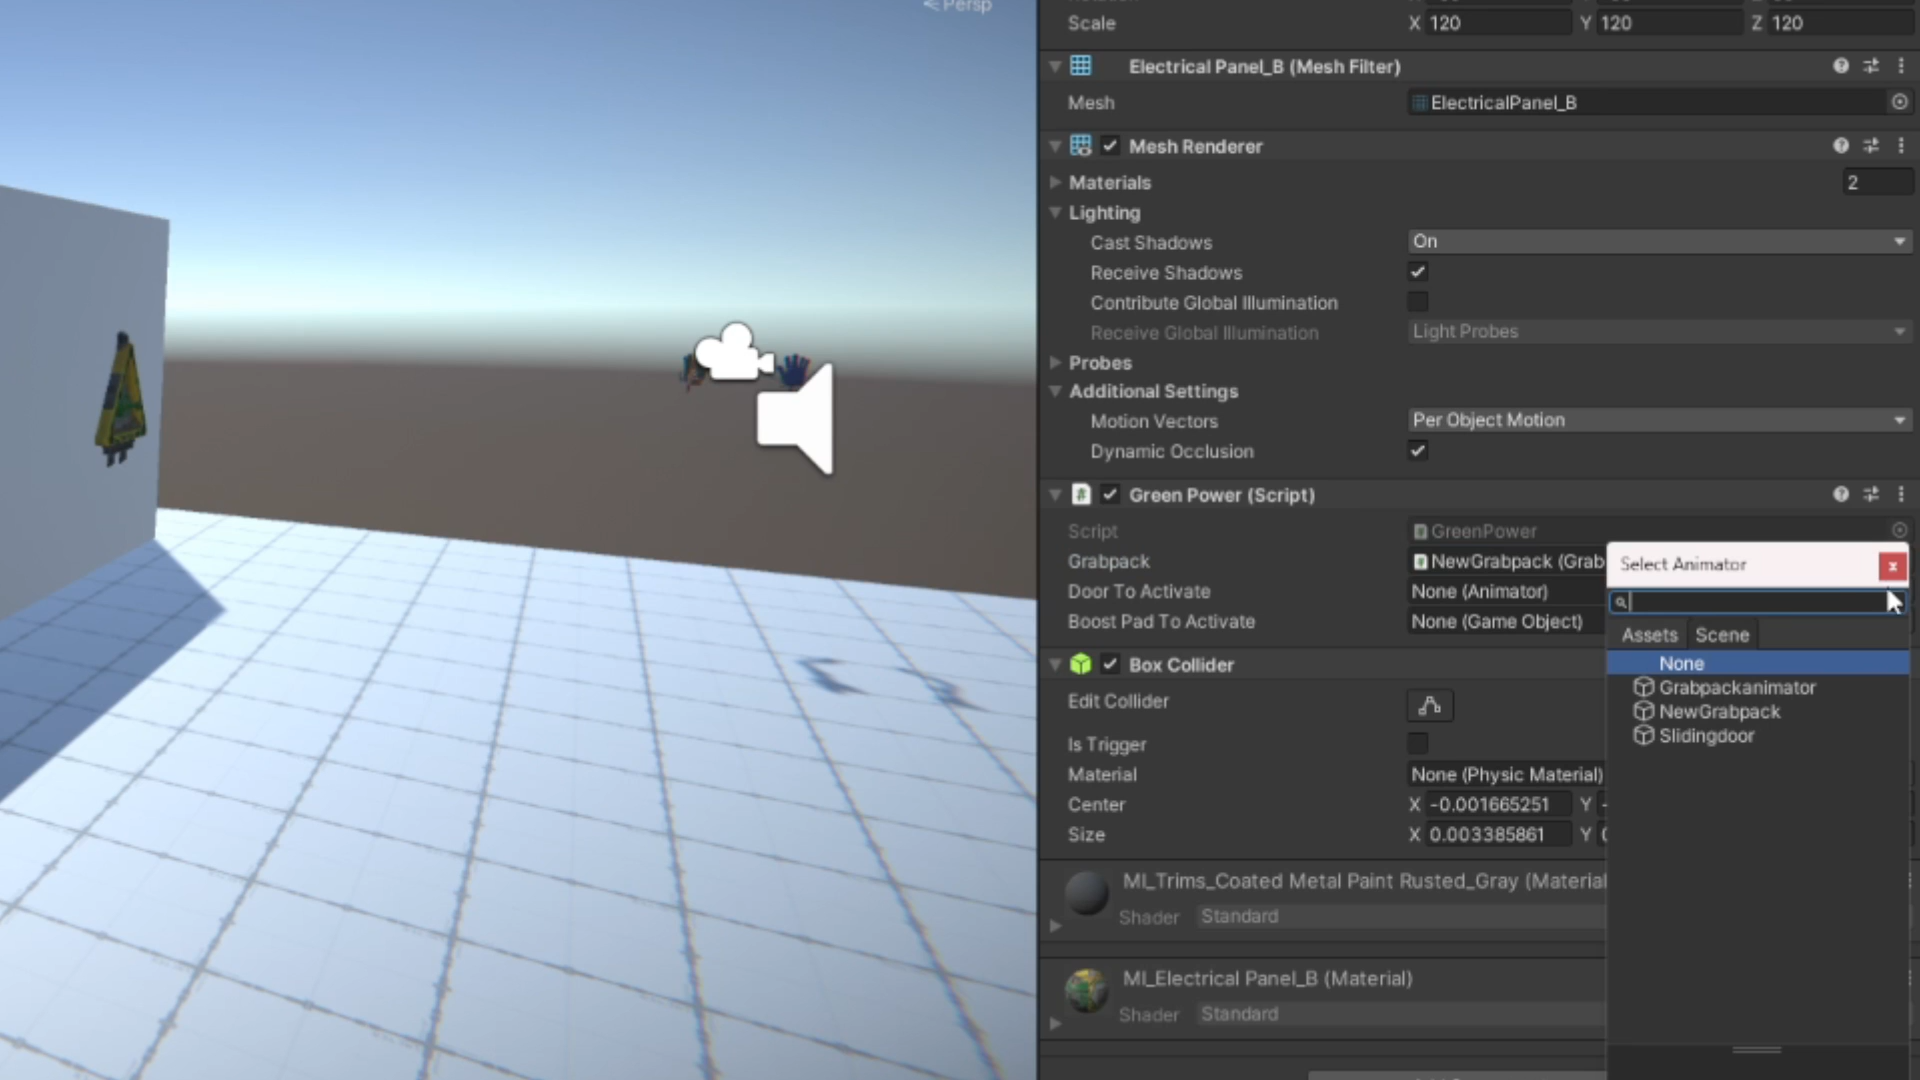 < Persp
Scale X 120 Y 120 Z 120
Electrical Panel_B (Mesh Filter)
Mesh ElectricalPanel_B
Mesh Renderer
Materials 2
Lighting
Cast Shadows On
Receive Shadows
Contribute Global Illumination
Receive Global Illumination Light Probes
Probes
Additional Settings
Motion Vectors Per Object Motion
Dynamic Occlusion
Green Power (Script)
Script GreenPower
Grabpack NewGrabpack (Grab
Door To Activate None (Animator)
Boost Pad To Activate None (Game Object)
Select Animator x
Assets Scene
None
Grabpackanimator
NewGrabpack
Slidingdoor
Box Collider
Edit Collider
Is Trigger
Material None (Physic Material)
Center X -0.001665251 Y -
Size X 0.003385861 Y
MI_Trims_Coated Metal Paint Rusted_Gray (Material
Shader Standard
MI_Electrical Panel_B (Material)
Shader Standard